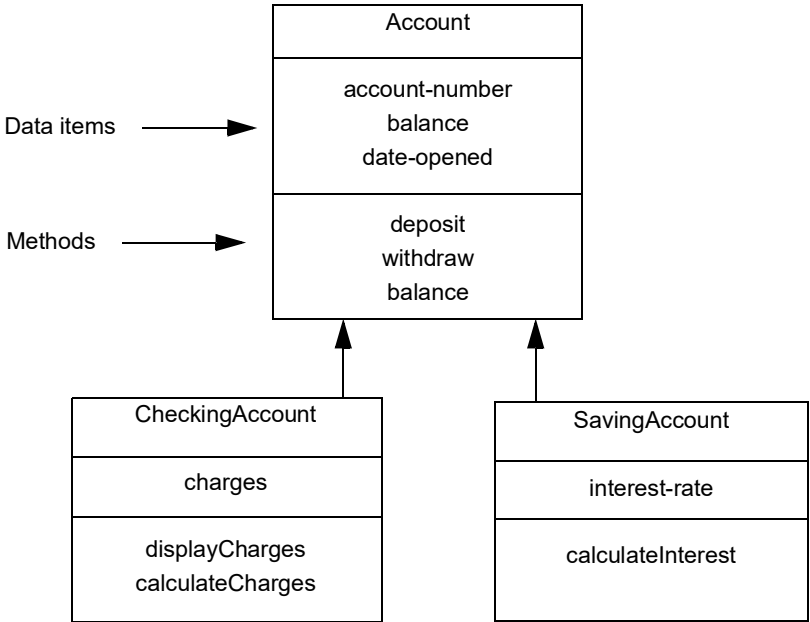 Account
account-number
Data items
balance
date-opened
deposit
Methods
withdraw
balance
CheckingAccount
SavingAccount
charges
interest-rate
displayCharges
calculateInterest
calculateCharges